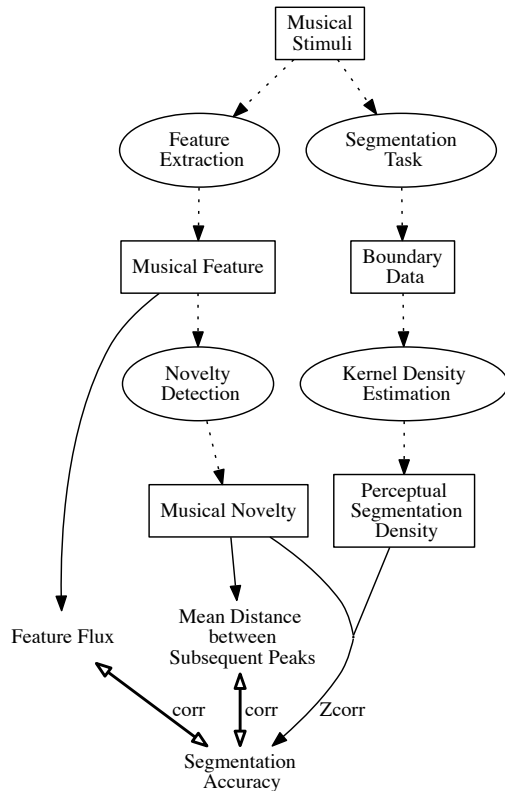 Musical
Stimuli
Feature
Extraction
Segmentation
Task
Musical Feature
Boundary
Data
Novelty
Detection
Kernel Density
Estimation
Musical Novelty
Perceptual
Segmentation
Density
Feature Flux
Mean Distance
between
Subsequent Peaks
corr
corr
Zcorr
Segmentation
Accuracy